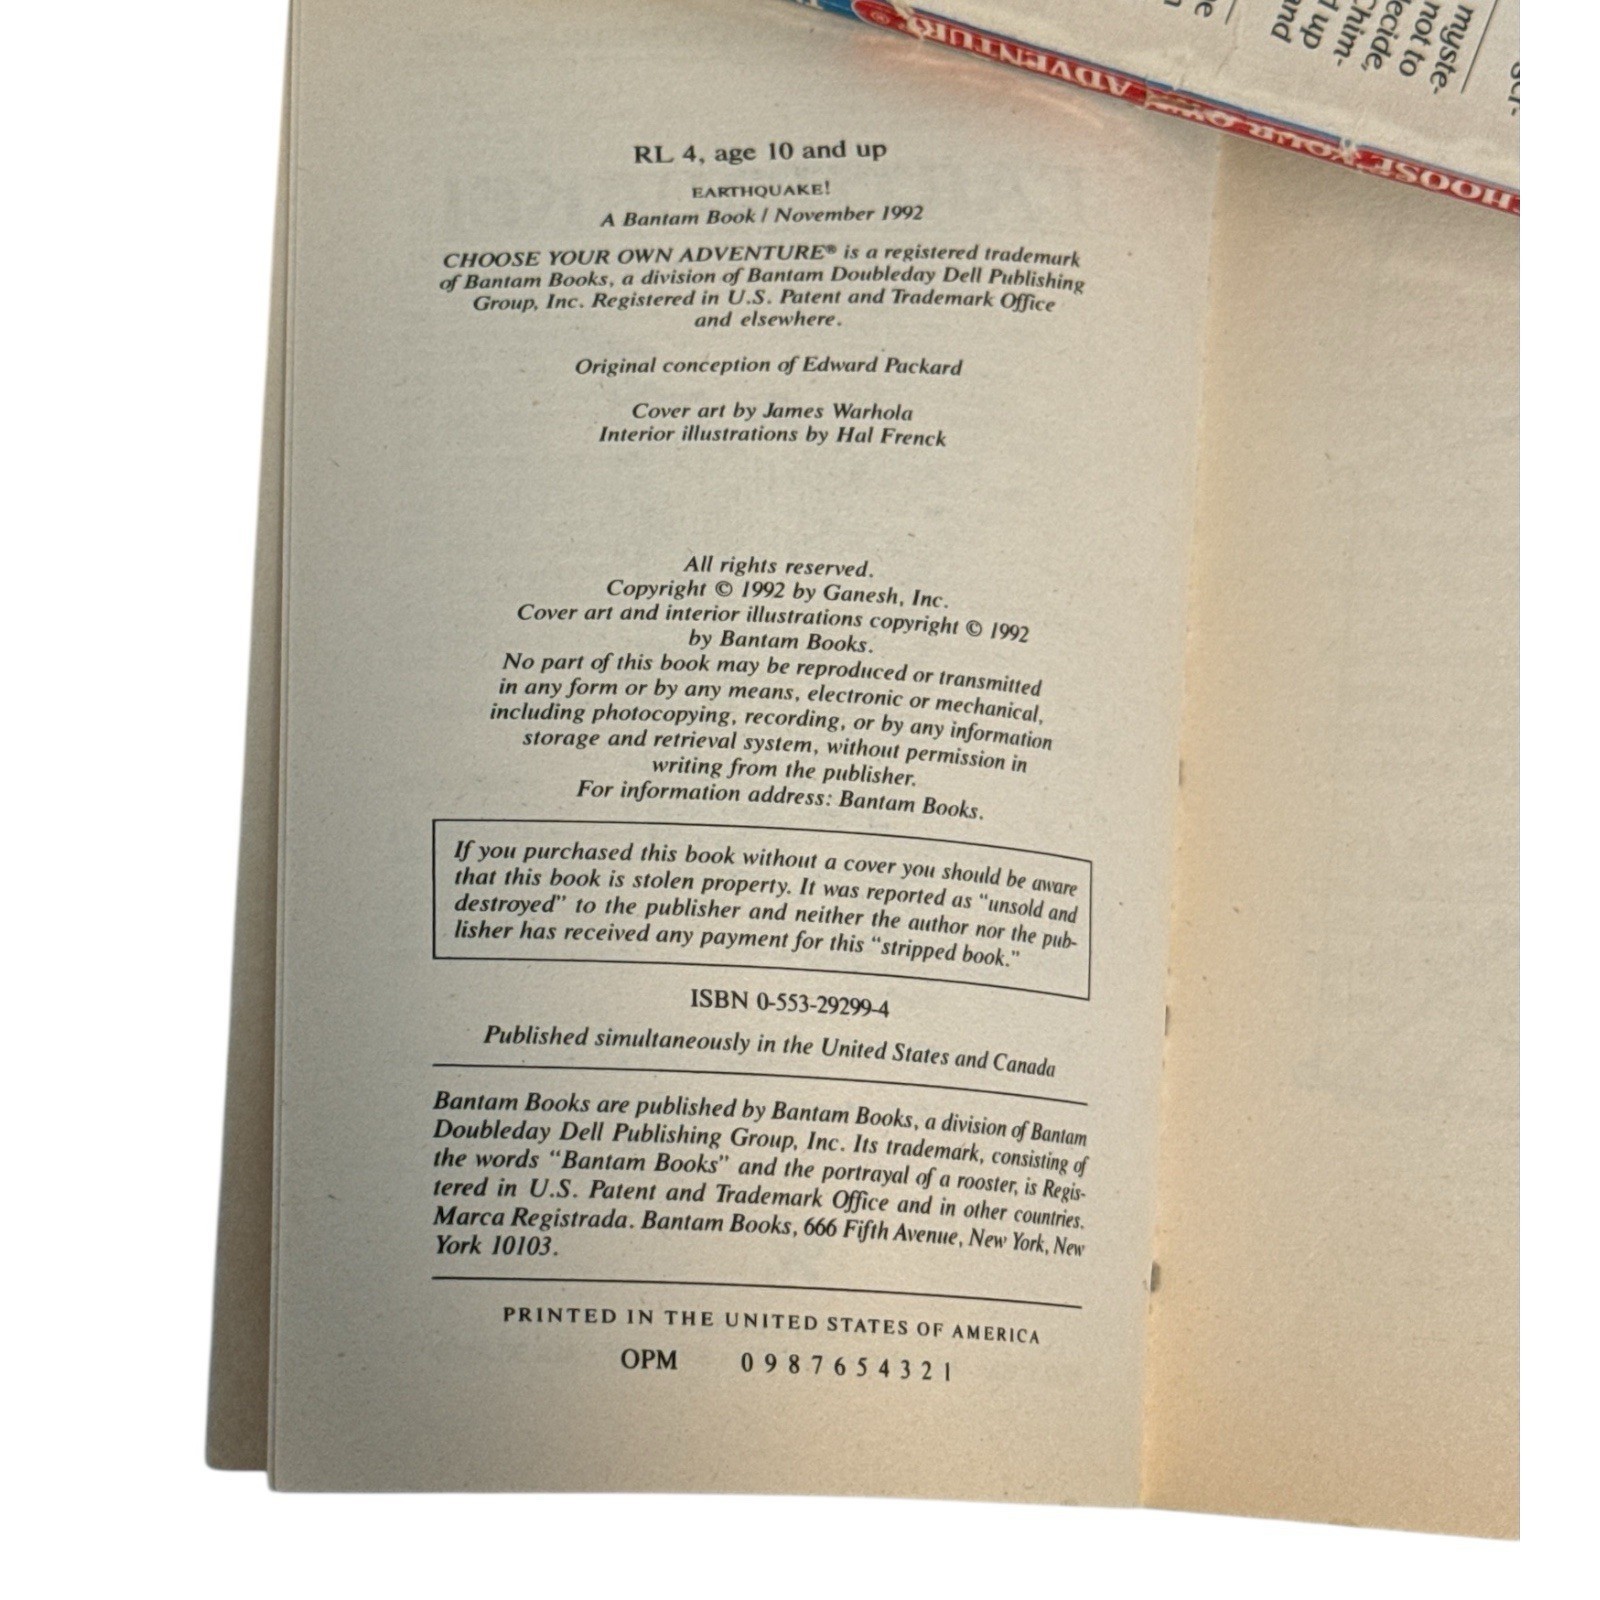 RL 4, age 10 and up
EARTHQUAKE!
A Bantam Book / November 1992
CHOOSE YOUR OWN ADVENTURE® is a registered trademark
of Bantam Books, a division of Bantam Doubleday Dell Publishing
Group, Inc. Registered in U.S. Patent and Trademark Office
and elsewhere.
Original conception of Edward Packard
Cover art by James Warhola
Interior illustrations by Hal Frenck
All rights reserved.
Copyright © 1992 by Ganesh, Inc.
Cover art and interior illustrations copyright © 1992
by Bantam Books.
No part of this book may be reproduced or transmitted
in any form or by any means, electronic or mechanical,
including photocopying, recording, or by any information
storage and retrieval system, without permission in
writing from the publisher.
For information address: Bantam Books.
If you purchased this book without a cover you should be aware
that this book is stolen property. It was reported as "unsold and
destroyed" to the publisher and neither the author nor the pub-
lisher has received any payment for this "stripped book."
ISBN 0-553-29299-4
Published simultaneously in the United States and Canada
Bantam Books are published by Bantam Books, a division of Bantam
Doubleday Dell Publishing Group, Inc. Its trademark, consisting of
the words "Bantam Books" and the portrayal of a rooster, is Regis-
tered in U.S. Patent and Trademark Office and in other countries.
Marca Registrada. Bantam Books, 666 Fifth Avenue, New York, New
York 10103.
PRINTED IN THE UNITED STATES OF AMERICA
OPM 0 9 8 7 6 5 4 3 2 1
CHOOSE YOUR OWN ADVENTURE ®
myste-
not to
decide,
Chim-
up
and